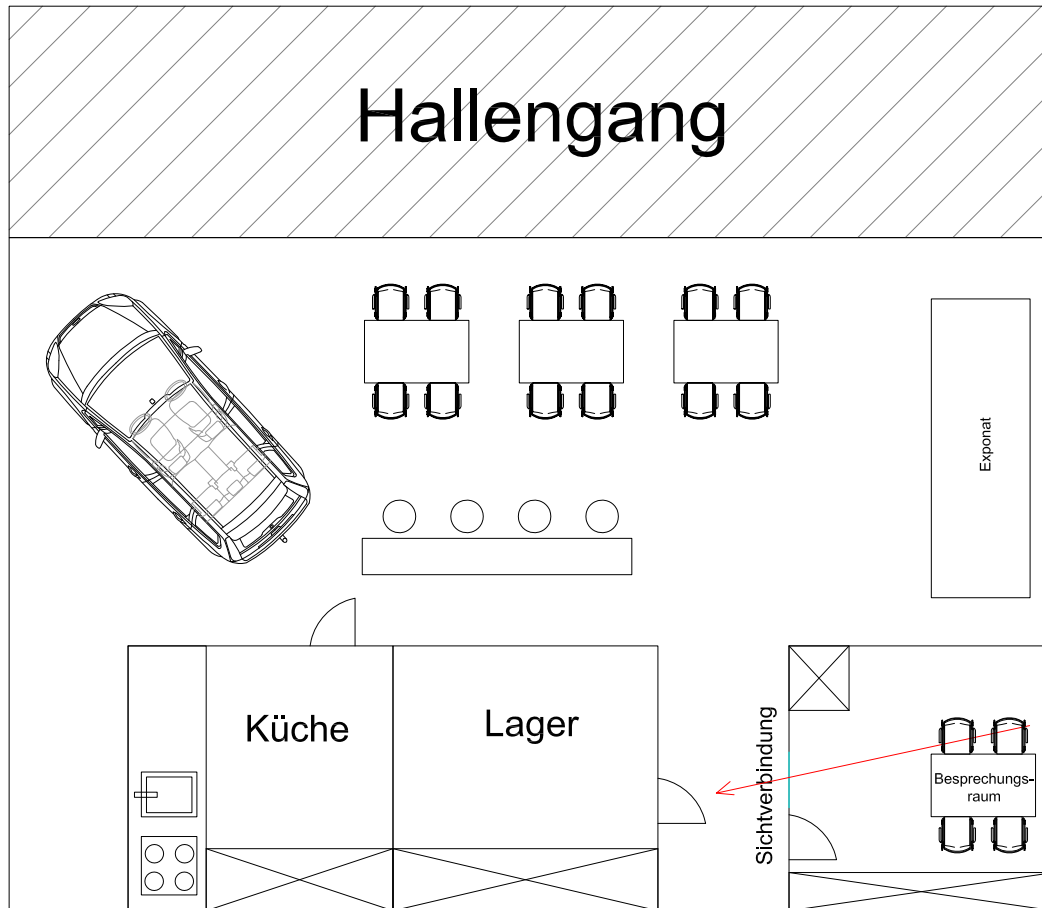 Hallengang
Exponat
Küche
Lager
Sichtverbindung
Besprechungs-
raum